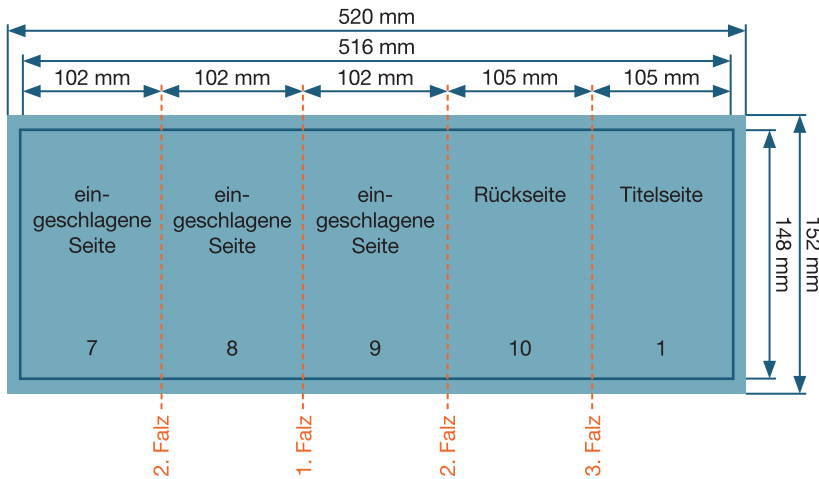 520 mm
516 mm
102 mm 102 mm 102 mm 105 mm 105 mm
ein-
geschlagene
Seite
ein-
geschlagene
Seite
ein-
geschlagene
Seite
Rückseite
Titelseite
148 mm
152 mm
7 8 9 10 1
2. Falz
1. Falz
2. Falz
3. Falz